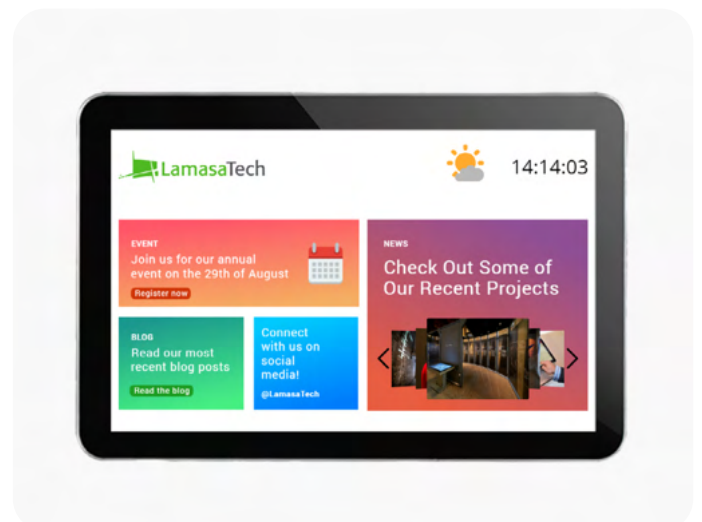 LamasaTech
14:14:03
EVENT
Join us for our annual
event on the 29th of August
Register now
NEWS
Check Out Some of
Our Recent Projects
BLOG
Read our most
recent blog posts
Read the blog
Connect
with us on
social
media!
@LamasaTech